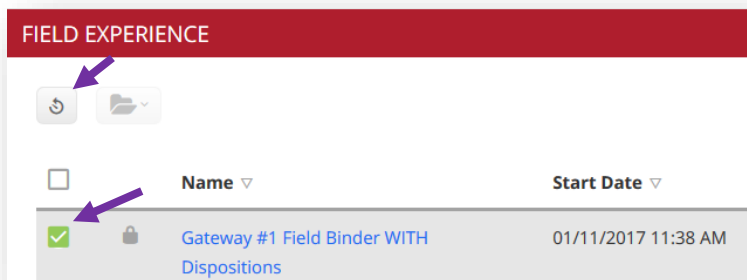 FIELD EXPERIENCE
Name Start Date
Gateway #1 Field Binder WITH 01/11/2017 11:38 AM
Dispositions